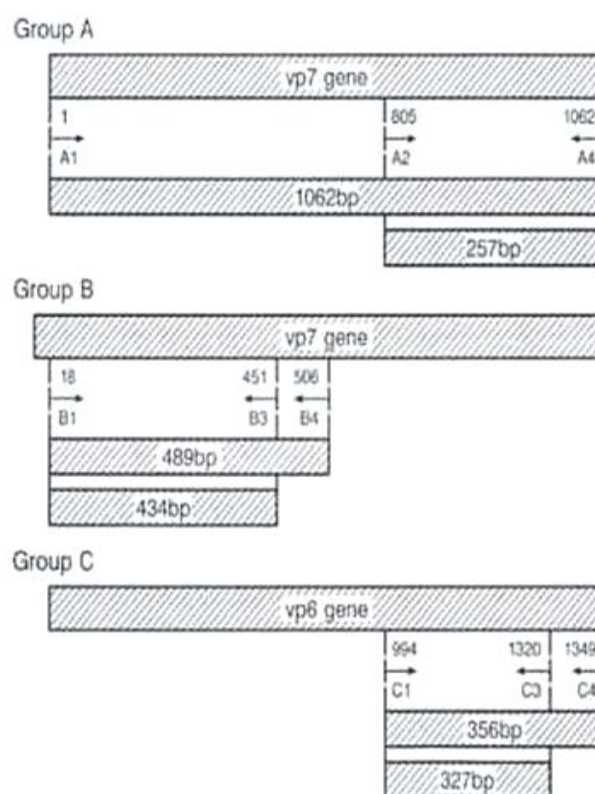 Group A
vp7 gene
1 805 1062
A1 A2 A4
1062bp
257bp
Group B
vp7 gene
18 451 506
B1 B3 B4
489bp
434bp
Group C
vp6 gene
994 1320 1349
C1 C3 C4
356bp
327bp